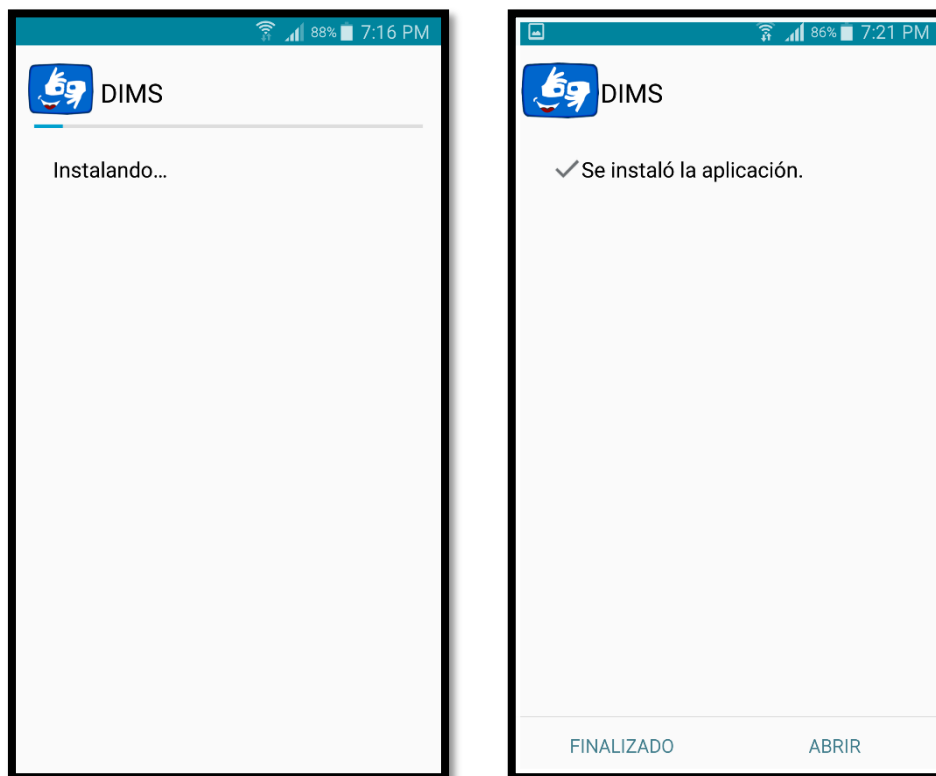 88% 7:16 PM
DIMS
Instalando...
86% 7:21 PM
DIMS
Se instaló la aplicación.
FINALIZADO ABRIR